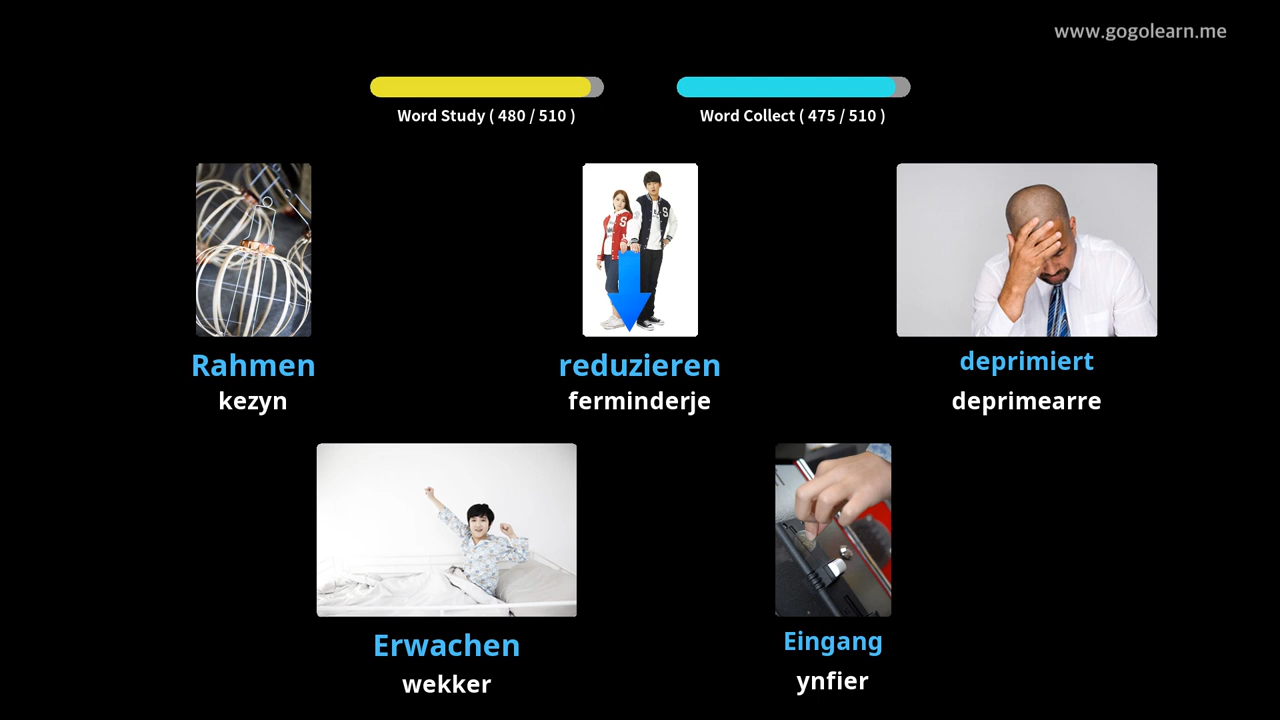 www.gogolearn.me
Word Study ( 480 / 510 )
Word Collect ( 475 / 510 )
S
S
Rahmen
kezyn
reduzieren
ferminderje
deprimiert
deprimearre
Erwachen
wekker
Eingang
ynfier